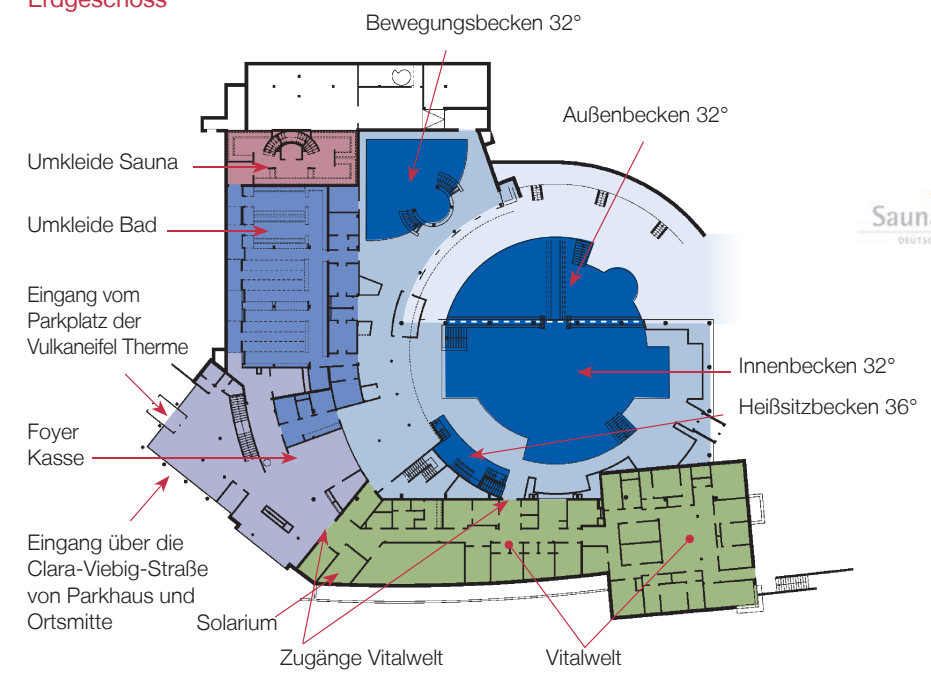 Erdgeschoss
Bewegungsbecken 32°
Außenbecken 32°
Umkleide Sauna
Umkleide Bad
Eingang vom
Parkplatz der
Vulkaneifel Therme
Innenbecken 32°
Heißsitzbecken 36°
Foyer
Kasse
Eingang über die
Clara-Viebig-Straße
von Parkhaus und
Ortsmitte
Solarium
Zugänge Vitalwelt
Vitalwelt